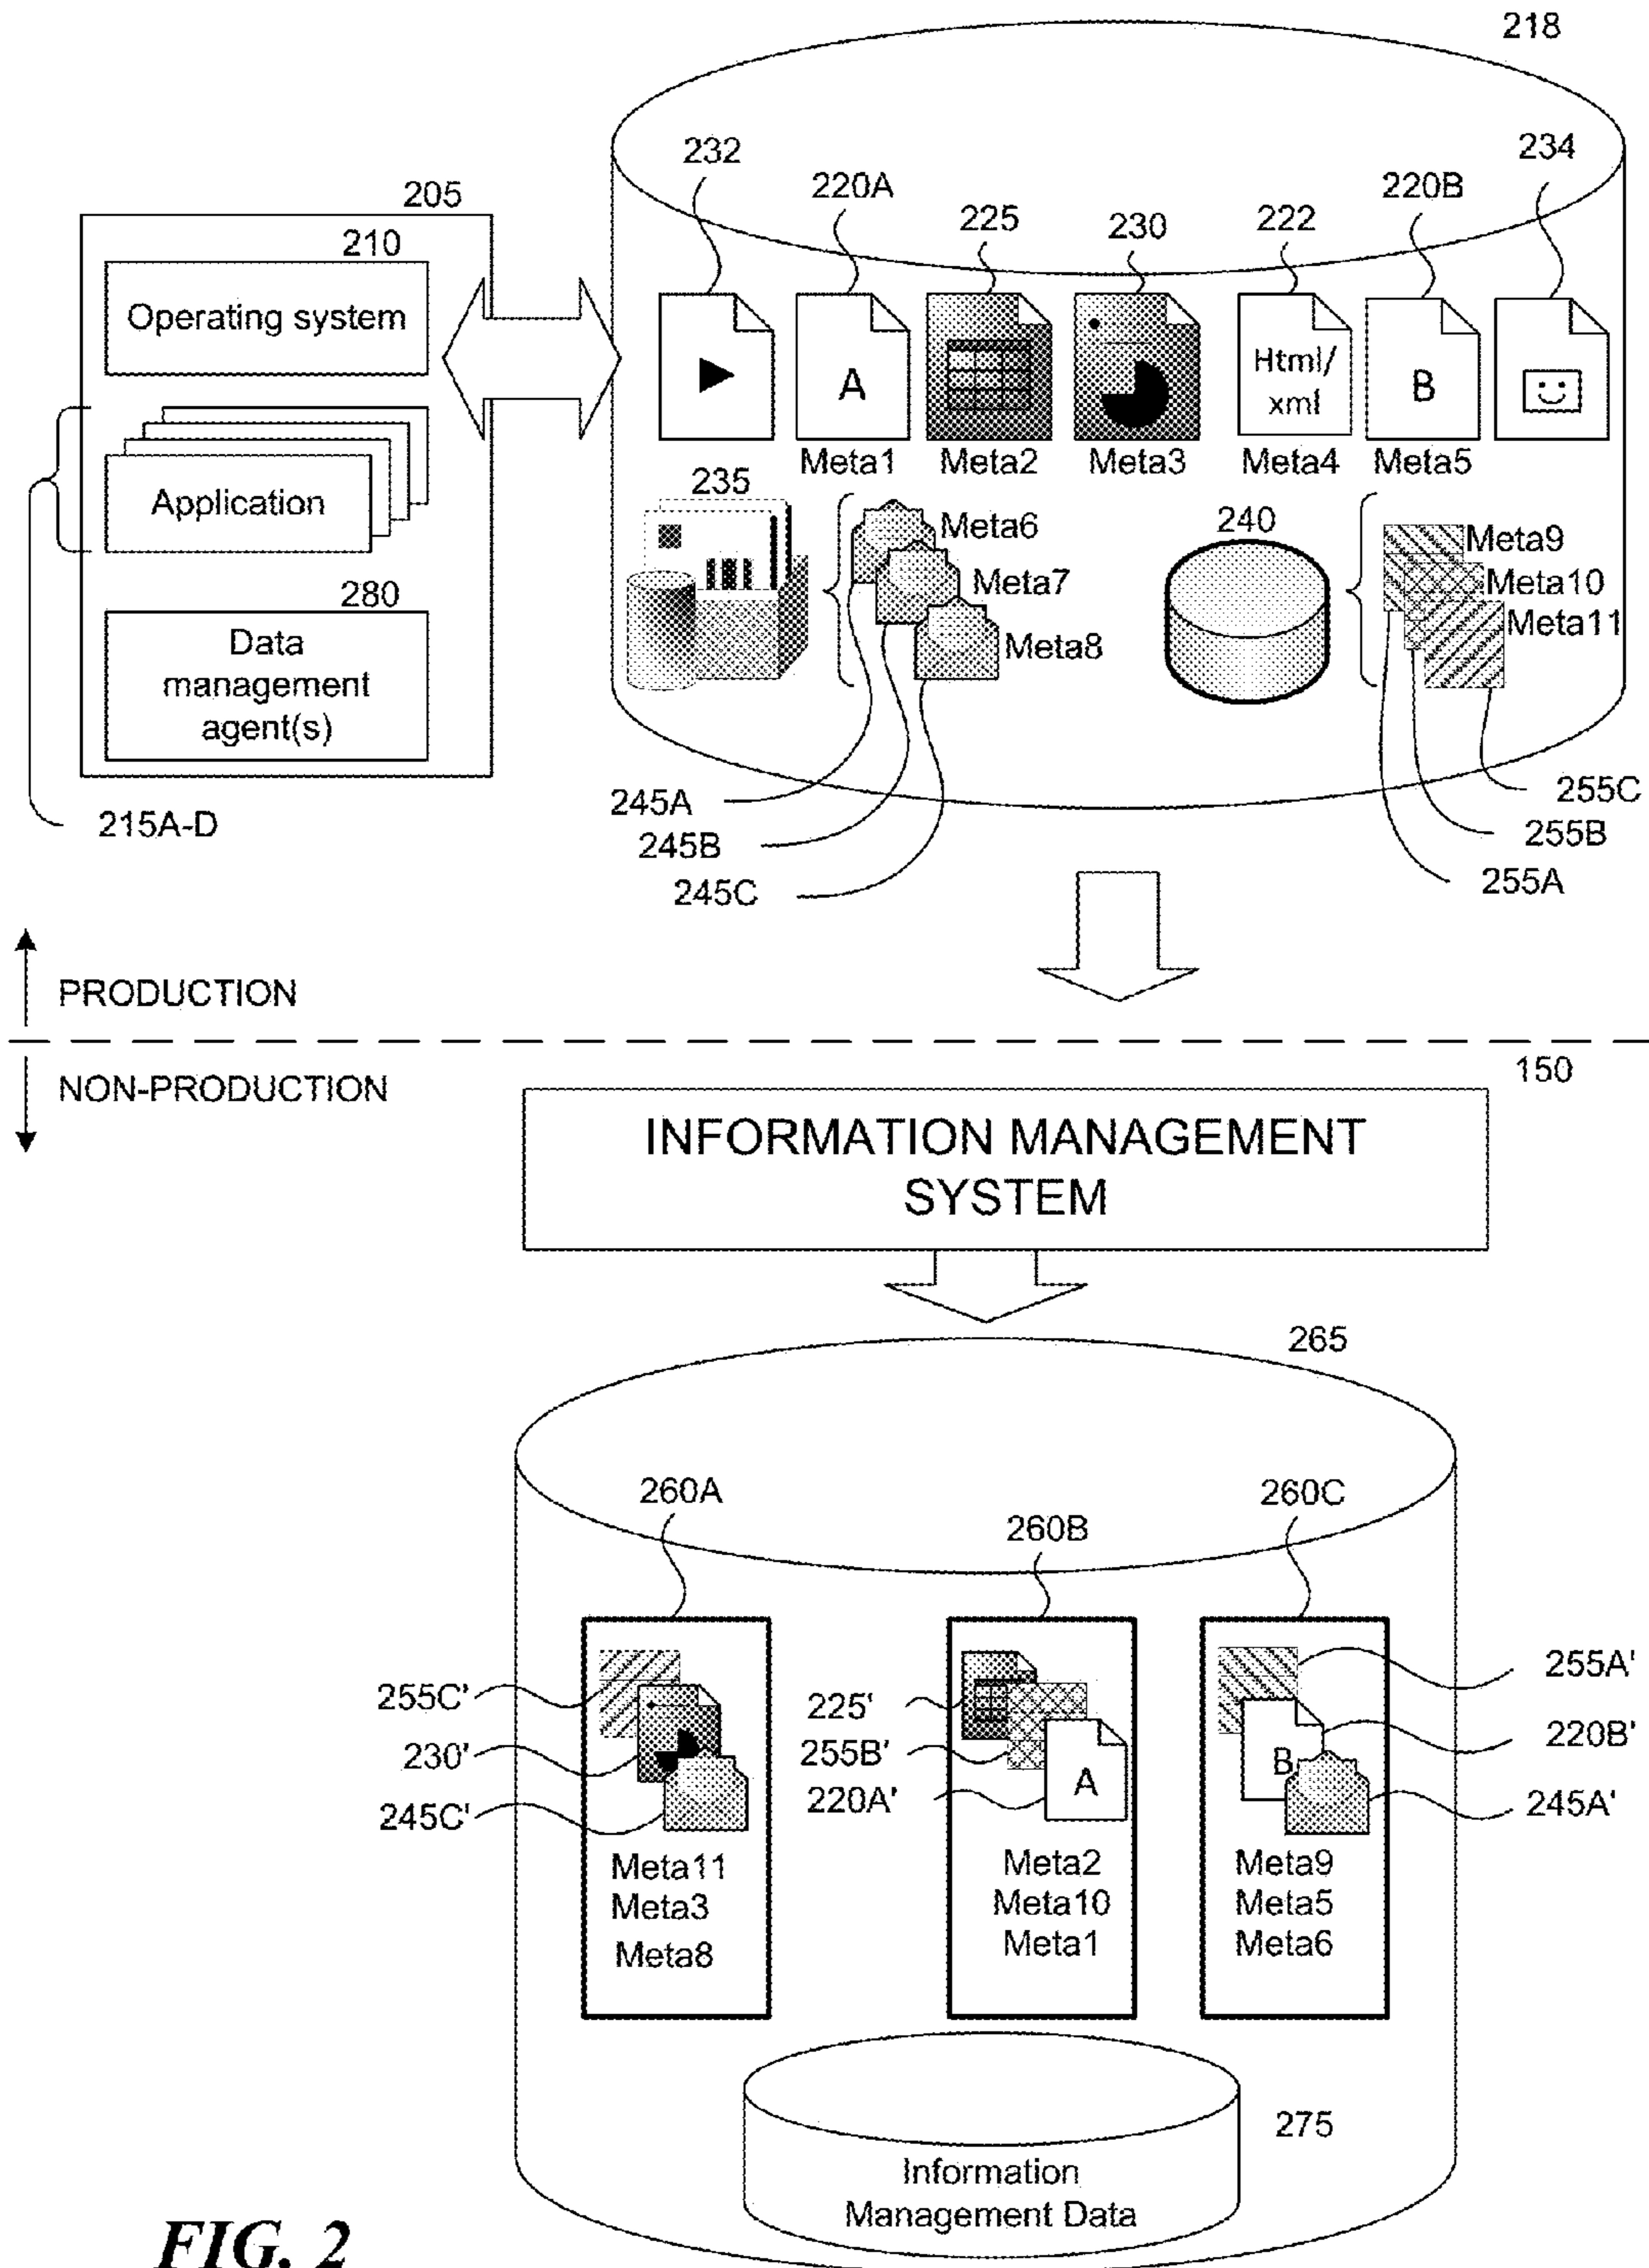 218
232
234
220A
220B
205
225
230
222
210
Operating system
Html/
xml
A
B
Meta1
Meta2
Meta3
Meta4
Meta5
235
Application
240
Meta6
Meta9
Meta7
Meta10
280
Meta11
Data
management
agent(s)
Meta8
245A
255C
215A-D
245B
255B
245C
255A
PRODUCTION
150
NON-PRODUCTION
INFORMATION MANAGEMENT
SYSTEM
265
260A
260C
260B
255C'
225'
255A'
230'
255B'
220B'
B
245C'
220A'
A
245A'
Meta11
Meta3
Meta8
Meta2
Meta10
Meta1
Meta9
Meta5
Meta6
275
Information
Management Data
FIG. 2